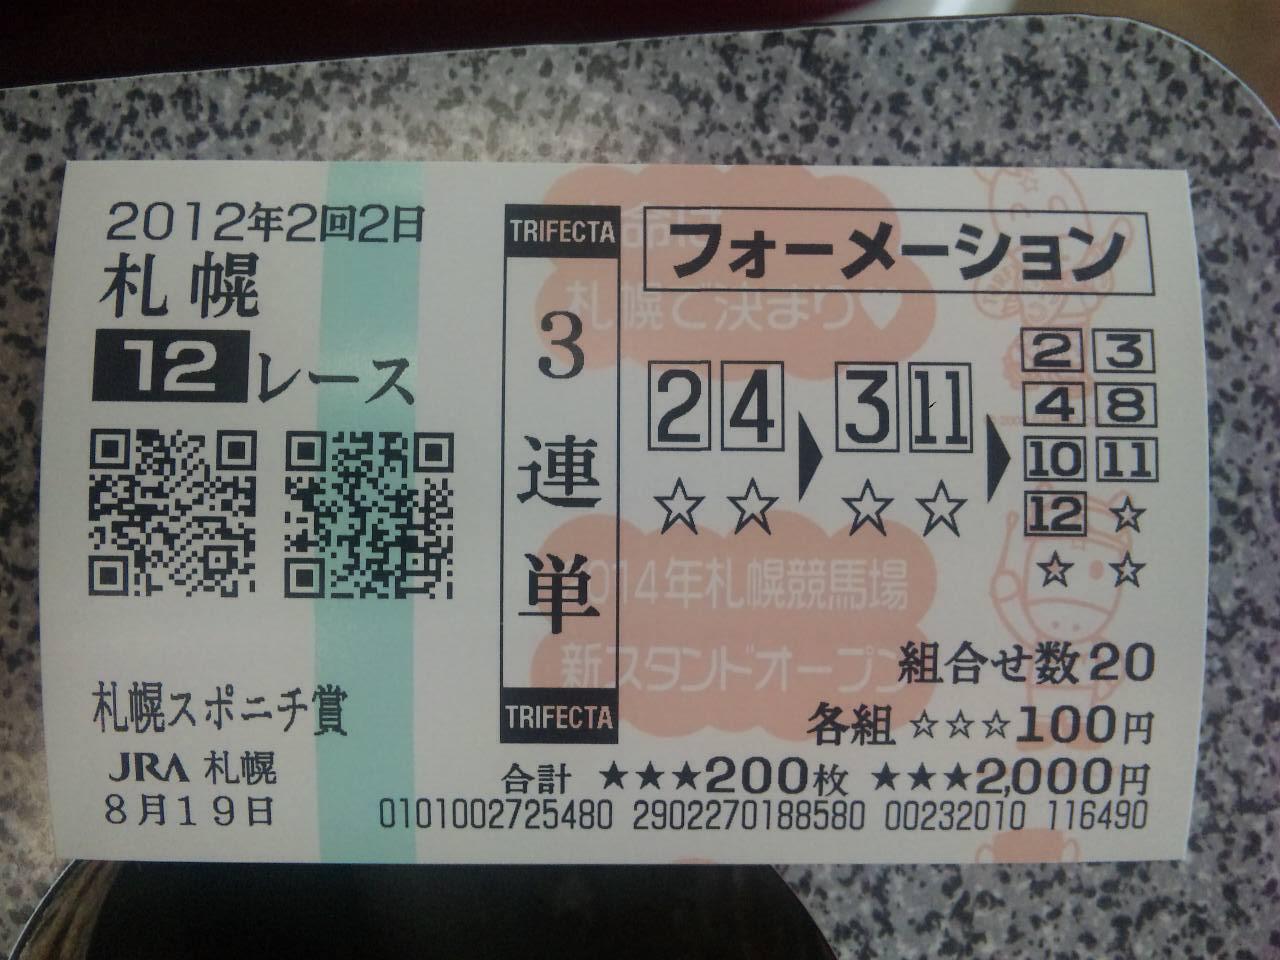 2012年2回2日
札幌
12レース
札幌スポニチ賞
JRA 札幌
8月19日
TRIFECTA
3連単
TRIFECTA
フォーメーション
2 4 ▶ 3 11 ▶
☆ ☆ ☆ ☆
2 3
4 8
10 11
12 ☆
☆ ☆
組合せ数20
各組 ☆☆☆100円
合計 ★★★200枚 ★★★2,000円
0101002725480 2902270188580 00232010 116490
札幌で決まり♥
014年札幌競馬場
新スタンドオープン